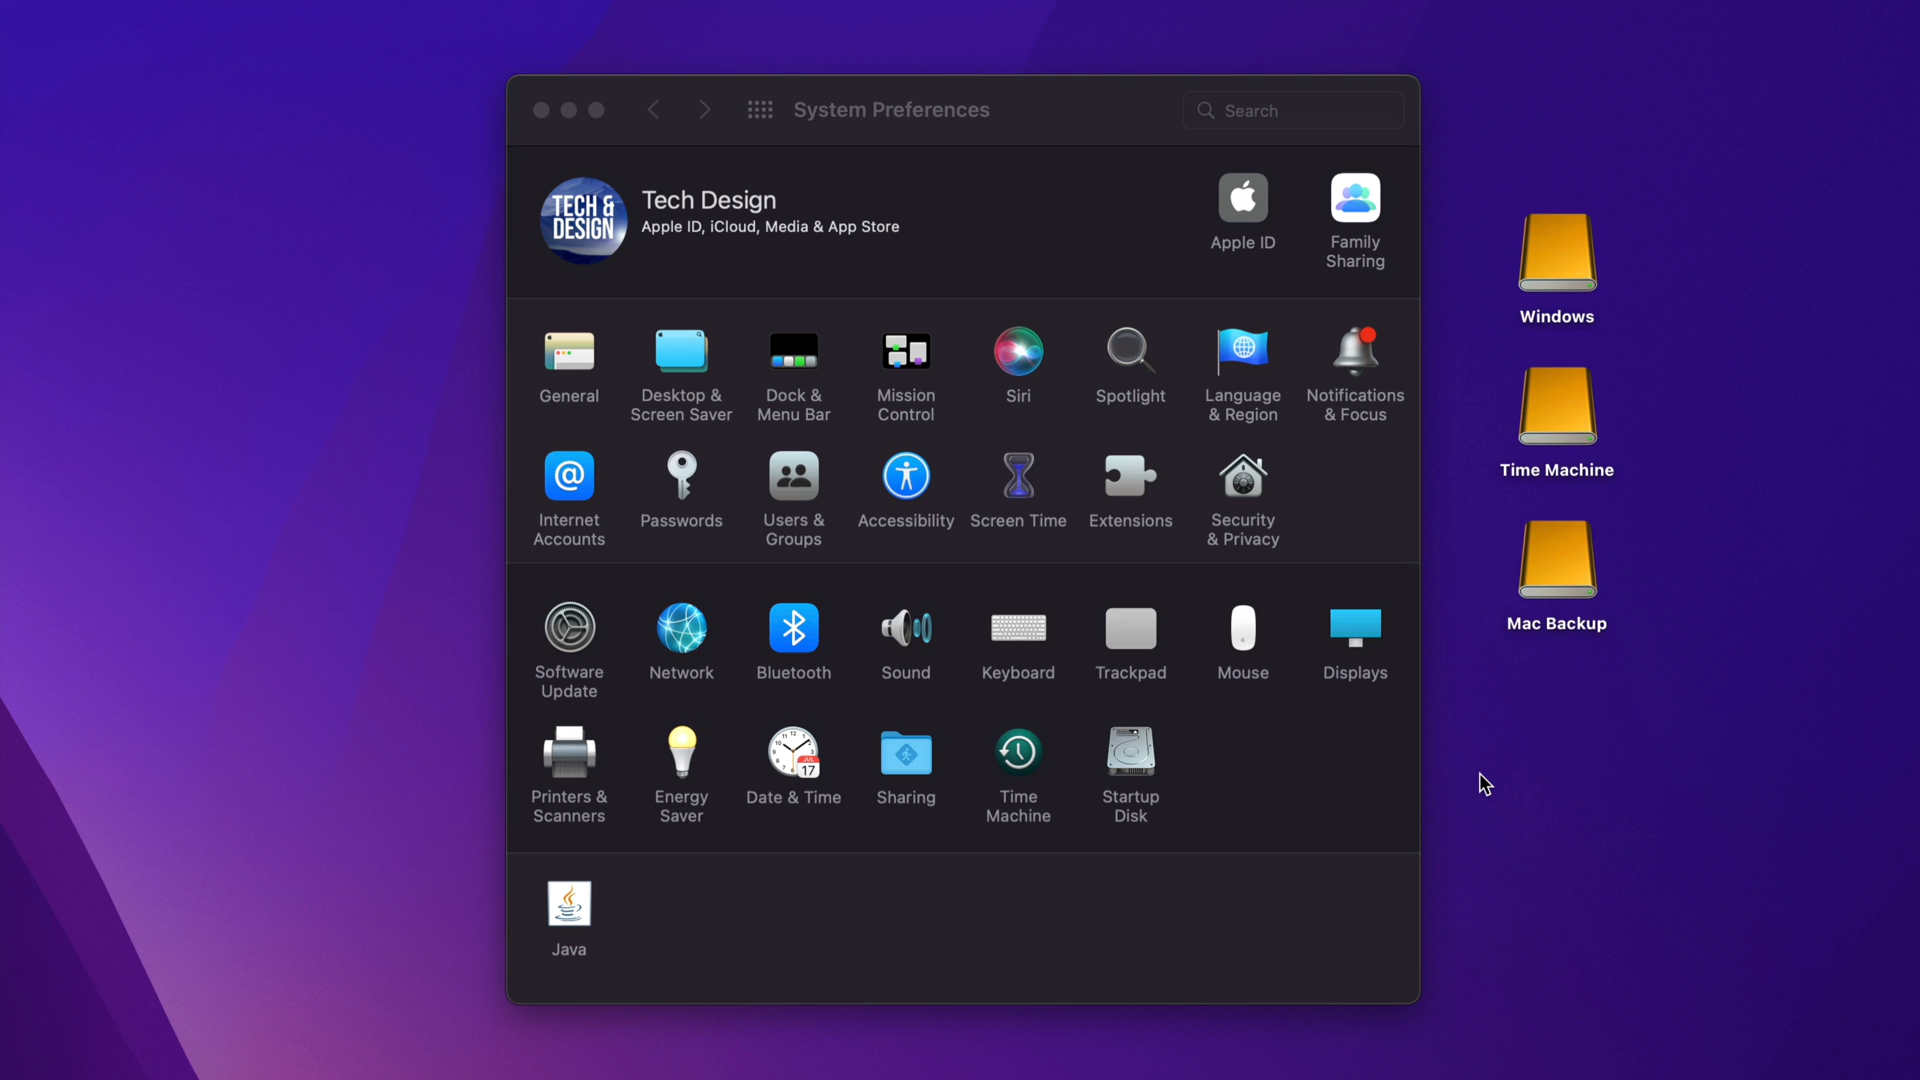 System Preferences
Search
TECH &
DESIGN
Tech Design
Apple ID, iCloud, Media & App Store
Apple ID
Family
Sharing
General
Desktop &
Screen Saver
Dock &
Menu Bar
Mission
Control
Siri
Spotlight
Language
& Region
Notifications
& Focus
Internet
Accounts
Passwords
Users &
Groups
Accessibility
Screen Time
Extensions
Security
& Privacy
Software
Update
Network
Bluetooth
Sound
Keyboard
Trackpad
Mouse
Displays
JUL
17
Printers &
Scanners
Energy
Saver
Date & Time
Sharing
Time
Machine
Startup
Disk
Java
Windows
Time Machine
Mac Backup